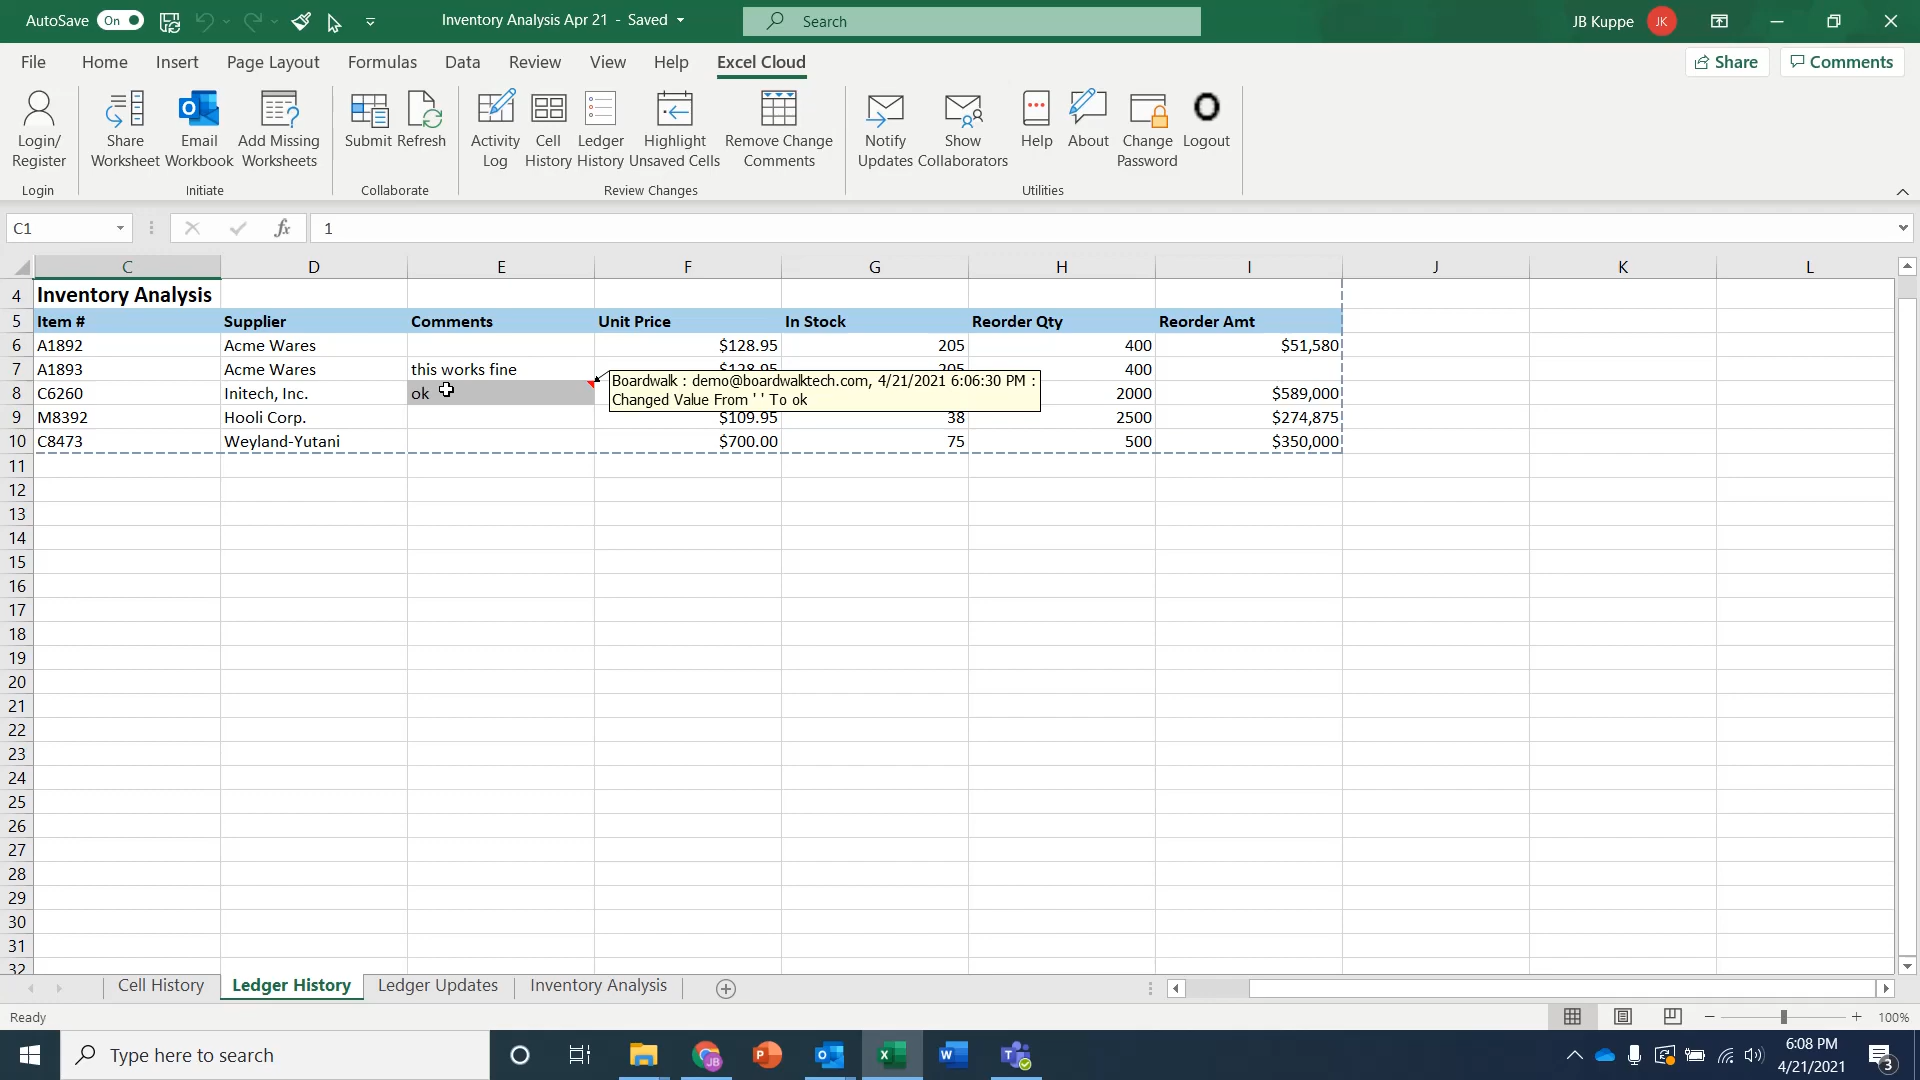 AutoSave On Inventory Analysis Apr 21 - Saved Search JB Kuppe JK
File Home Insert Page Layout Formulas Data Review View Help Excel Cloud Share Comments
Login/ Share Email Add Missing Submit Refresh Activity Cell Ledger Highlight Remove Change Notify Show Help About Change Logout
Register Worksheet Workbook Worksheets Log History History Unsaved Cells Comments Updates Collaborators Password
Login Initiate Collaborate Review Changes Utilities
C1 fx 1
C D E F G H I J K L
4 Inventory Analysis
5 Item # Supplier Comments Unit Price In Stock Reorder Qty Reorder Amt
6 A1892 Acme Wares $128.95 205 400 $51,580
7 A1893 Acme Wares this works fine $128.95 205 400
Boardwalk : demo@boardwalktech.com, 4/21/2021 6:06:30 PM :
8 C6260 Initech, Inc. ok 2000 $589,000
Changed Value From ' ' To ok
9 M8392 Hooli Corp. $109.95 38 2500 $274,875
10 C8473 Weyland-Yutani $700.00 75 500 $350,000
11
12
13
14
15
16
17
18
19
20
21
22
23
24
25
26
27
28
29
30
31
32
Cell History Ledger History Ledger Updates Inventory Analysis
Ready 100%
Type here to search 6:08 PM
4/21/2021 3